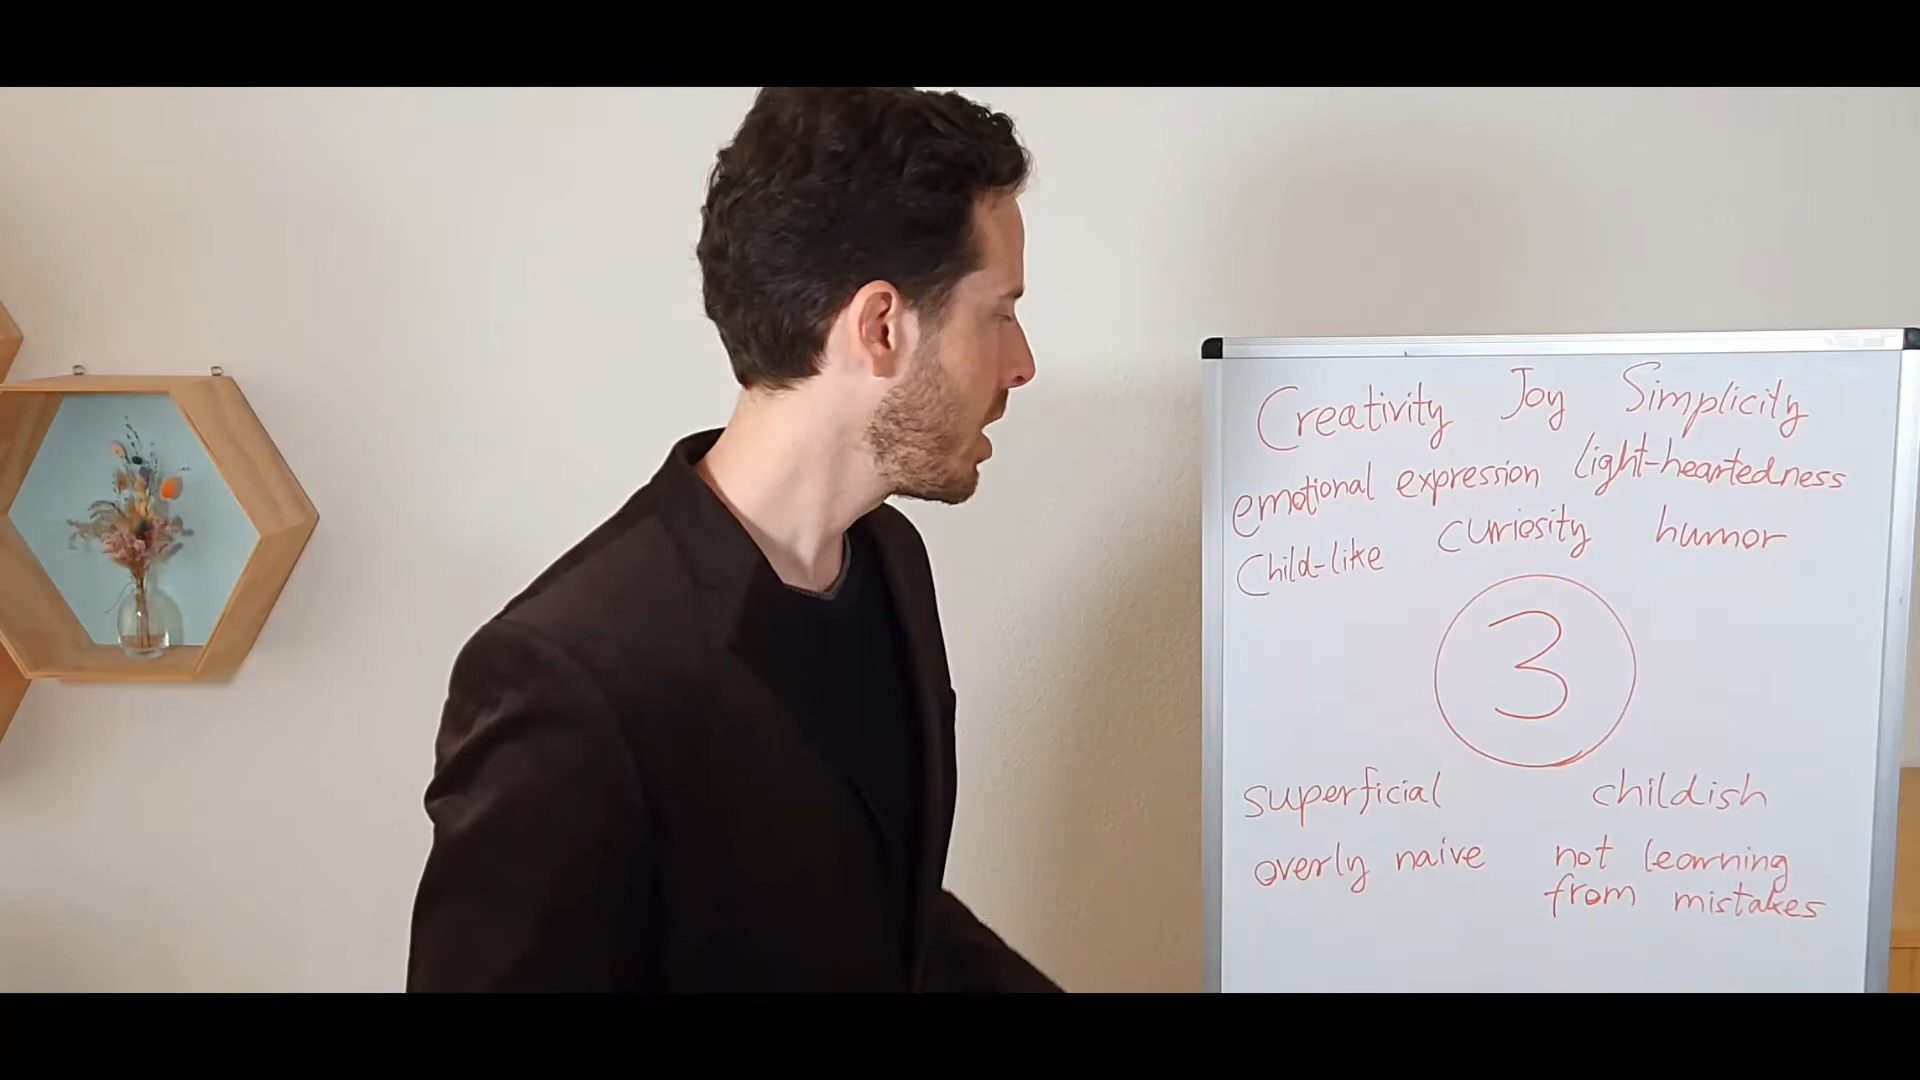 Creativity Joy Simplicity
emotional expression light-heartedness
Child-like curiosity humor
3
superficial childish
overly naive not learning
from mistakes